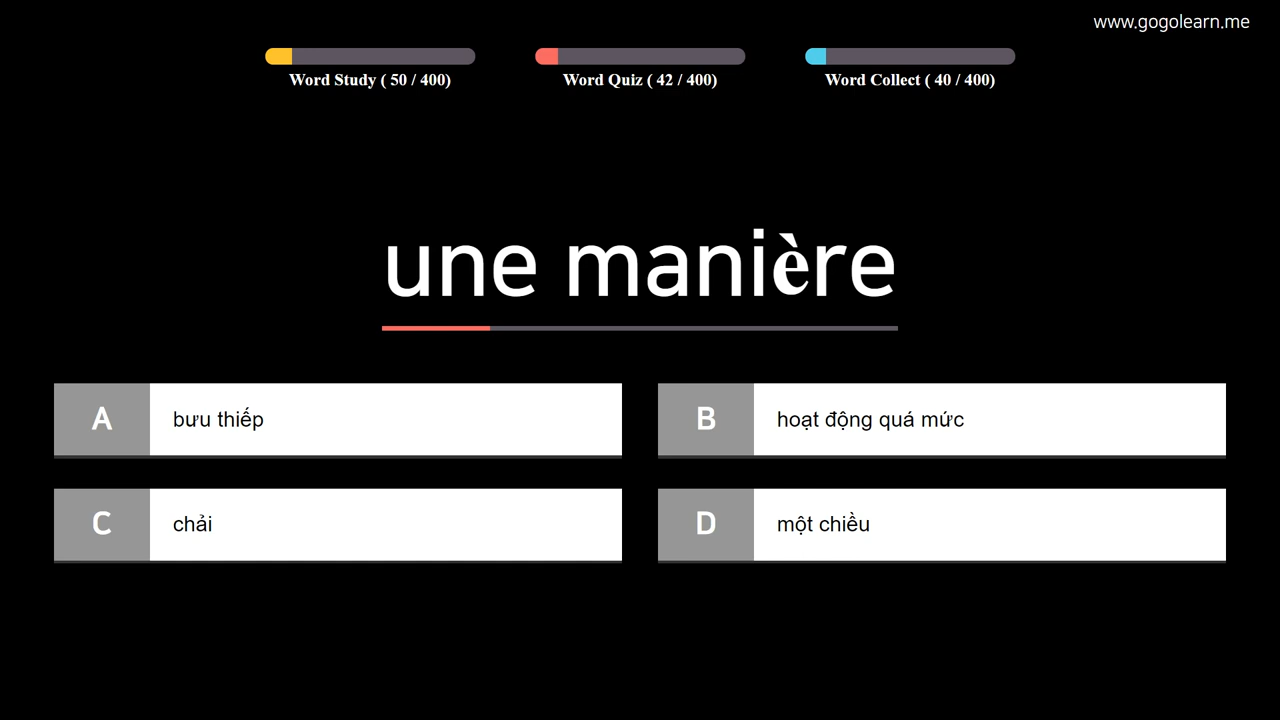 www.gogolearn.me
Word Study ( 50 / 400)
Word Quiz ( 42 / 400)
Word Collect ( 40 / 400)
une manière
A
bưu thiếp
B
hoạt động quá mức
C
chải
D
một chiều